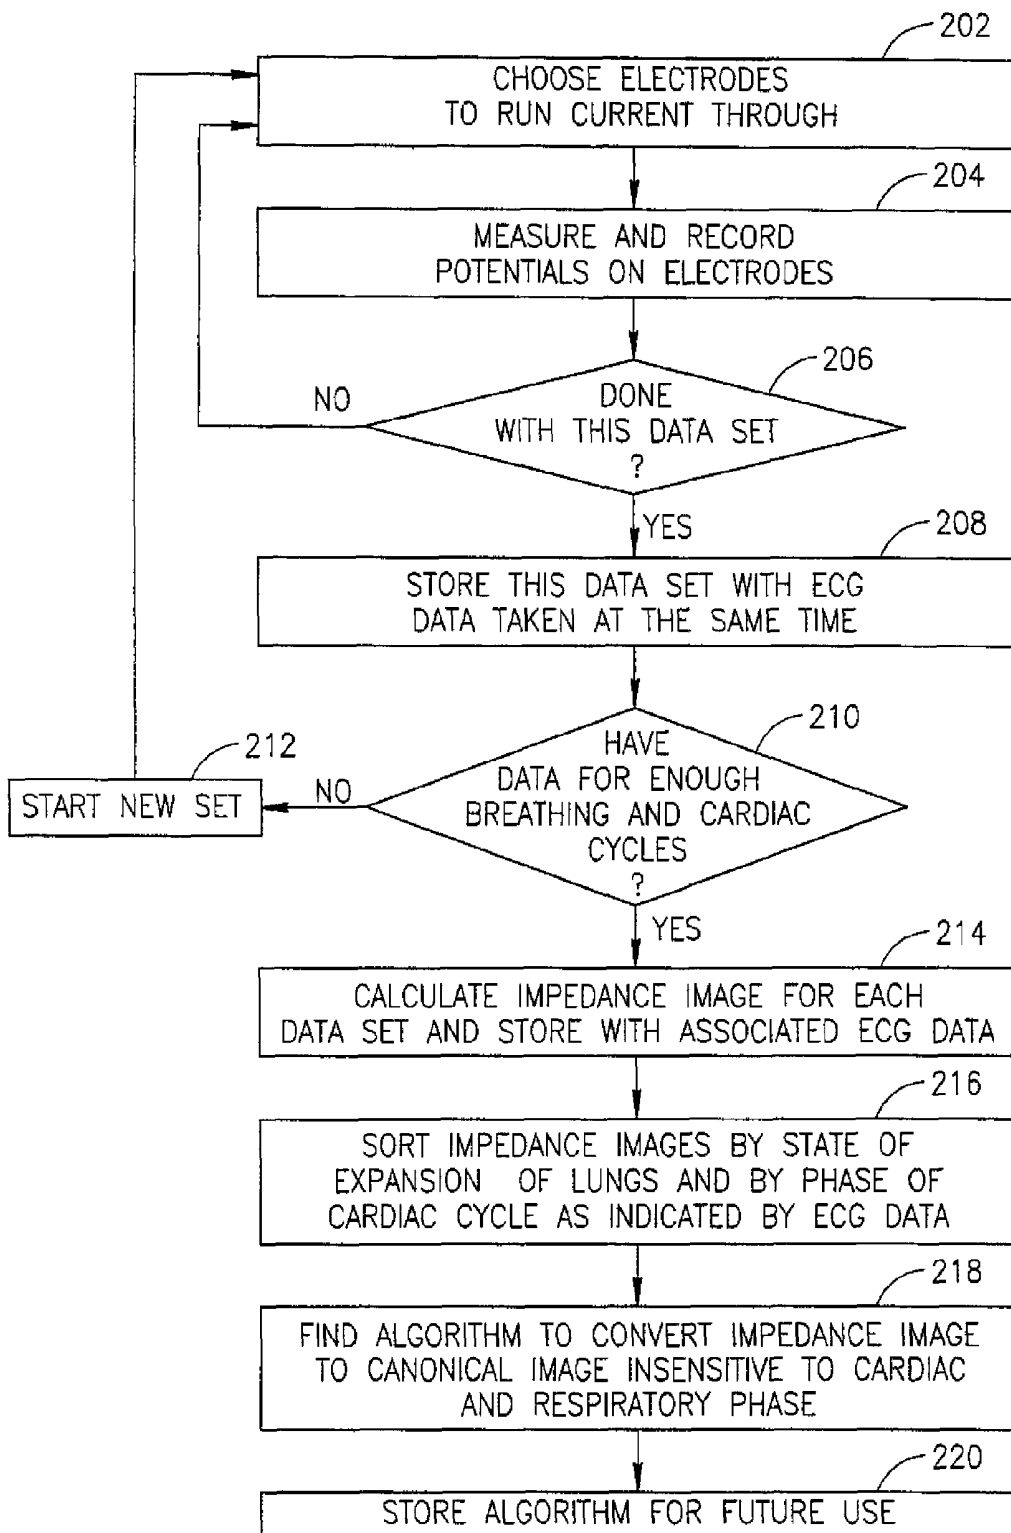 202
CHOOSE ELECTRODES
TO RUN CURRENT THROUGH
204
MEASURE AND RECORD
POTENTIALS ON ELECTRODES
206
DONE
WITH THIS DATA SET
?
NO
YES
208
STORE THIS DATA SET WITH ECG
DATA TAKEN AT THE SAME TIME
210
HAVE
DATA FOR ENOUGH
BREATHING AND CARDIAC
CYCLES
?
NO
212
START NEW SET
YES
214
CALCULATE IMPEDANCE IMAGE FOR EACH
DATA SET AND STORE WITH ASSOCIATED ECG DATA
216
SORT IMPEDANCE IMAGES BY STATE OF
EXPANSION OF LUNGS AND BY PHASE OF
CARDIAC CYCLE AS INDICATED BY ECG DATA
218
FIND ALGORITHM TO CONVERT IMPEDANCE IMAGE
TO CANONICAL IMAGE INSENSITIVE TO CARDIAC
AND RESPIRATORY PHASE
220
STORE ALGORITHM FOR FUTURE USE